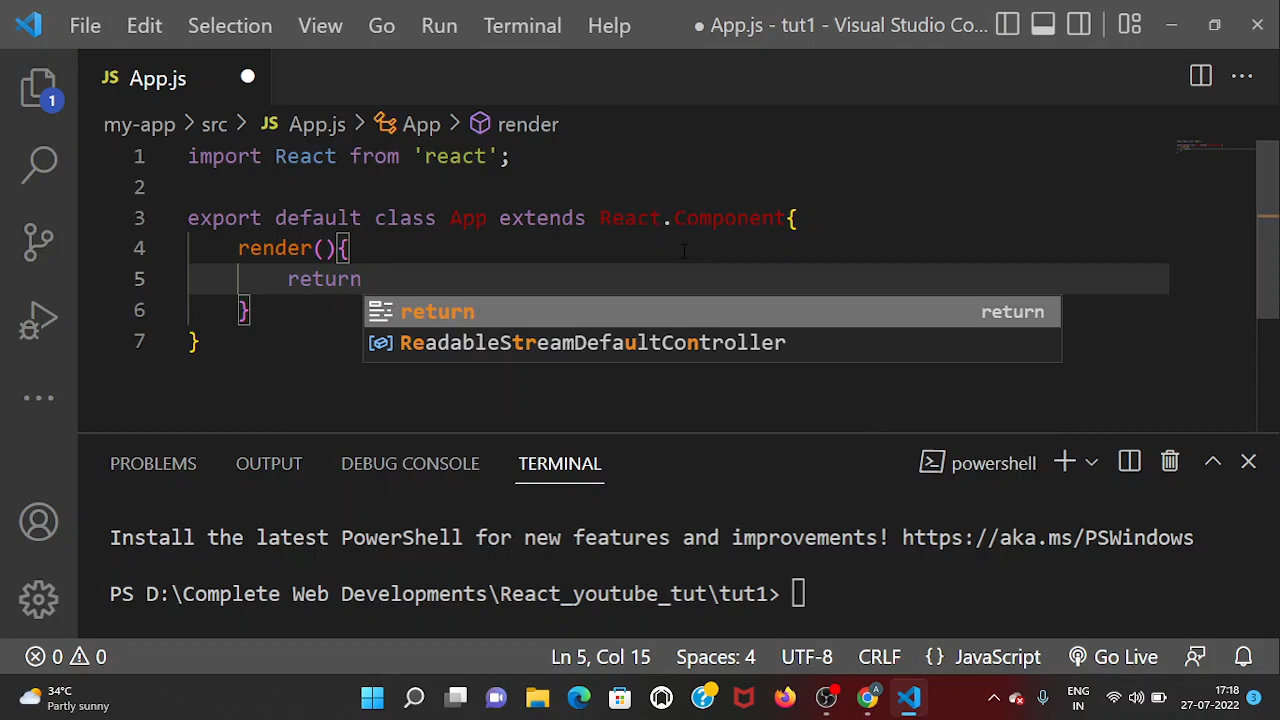 File Edit Selection View Go Run Terminal Help ● App.js - tut1 - Visual Studio Co...
JS App.js
1
my-app > src > JS App.js > App > render
1 import React from 'react';
2
3 export default class App extends React.Component{
4 render(){
5 return
6 }
7 }
return return
ReadableStreamDefaultController
PROBLEMS OUTPUT DEBUG CONSOLE TERMINAL powershell
Install the latest PowerShell for new features and improvements! https://aka.ms/PSWindows
PS D:\Complete Web Developments\React_youtube_tut\tut1>
0 0 Ln 5, Col 15 Spaces: 4 UTF-8 CRLF {} JavaScript Go Live
34°C
Partly sunny
2
A
ENG
IN
17:18
27-07-2022
3